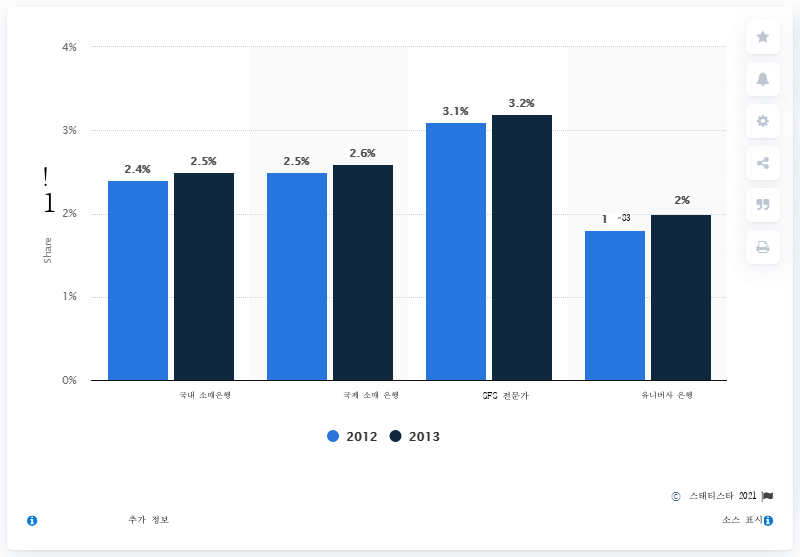 4%
3%
2%
1%
0%
!
1
Share
2.4%
2.5%
2.5%
2.6%
3.1%
3.2%
2%
국내 소매은행
국제 소매 은행
SFS 전문가
유니버사 은행
2012
2013
© 스태티스타 2021
추가 정보
소스 표시